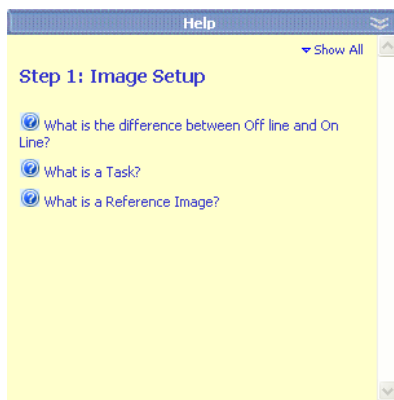 Help
Show All
Step 1: Image Setup
What is the difference between Off line and On
Line?
What is a Task?
What is a Reference Image?